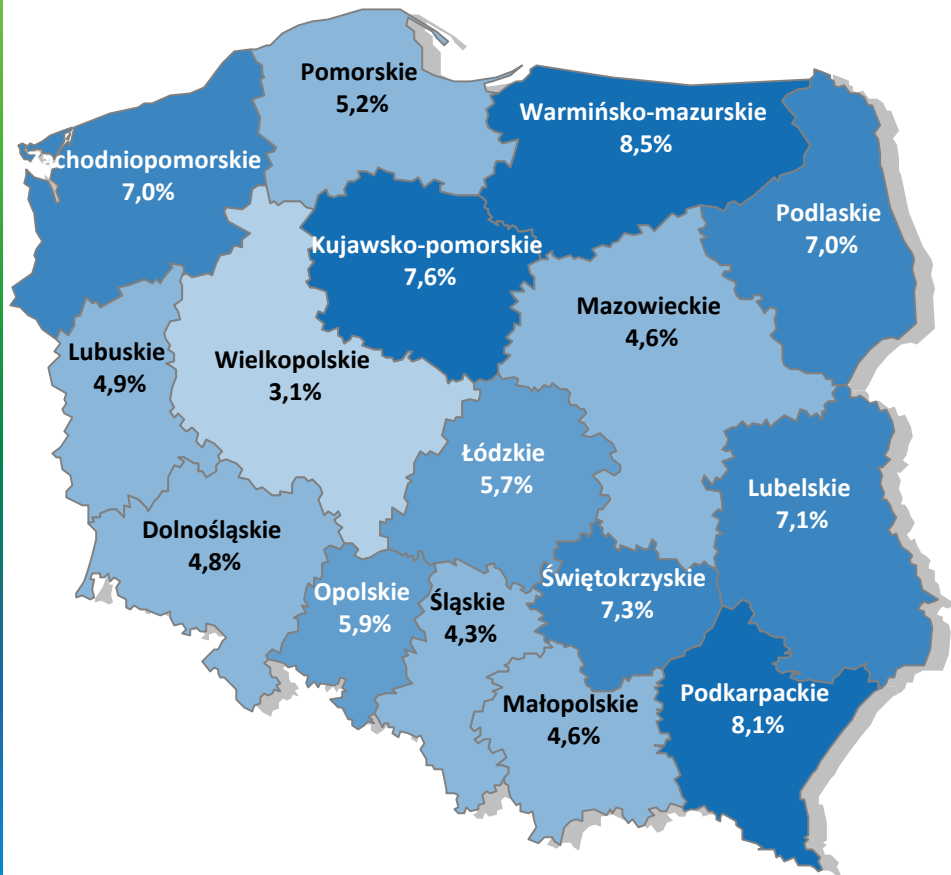 Pomorskie
5,2%
Warmińsko-mazurskie
8,5%
Zachodniopomorskie
7,0%
Podlaskie
7,0%
Kujawsko-pomorskie
7,6%
Mazowieckie
4,6%
Lubuskie
4,9%
Wielkopolskie
3,1%
Łódzkie
5,7%
Lubelskie
7,1%
Dolnośląskie
4,8%
Świętokrzyskie
7,3%
Opolskie
5,9%
Śląskie
4,3%
Małopolskie
4,6%
Podkarpackie
8,1%